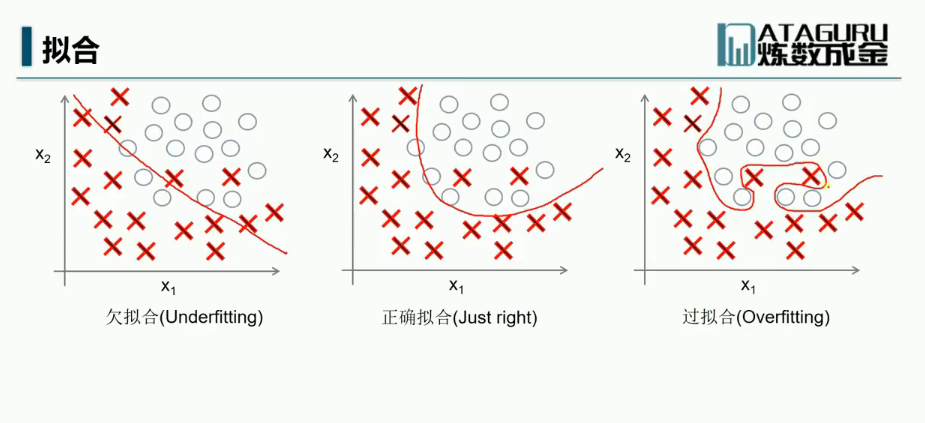 拟合
DATAGURU
炼数成金
x2
x1
欠拟合(Underfitting)
x2
x1
正确拟合(Just right)
x2
x1
过拟合(Overfitting)